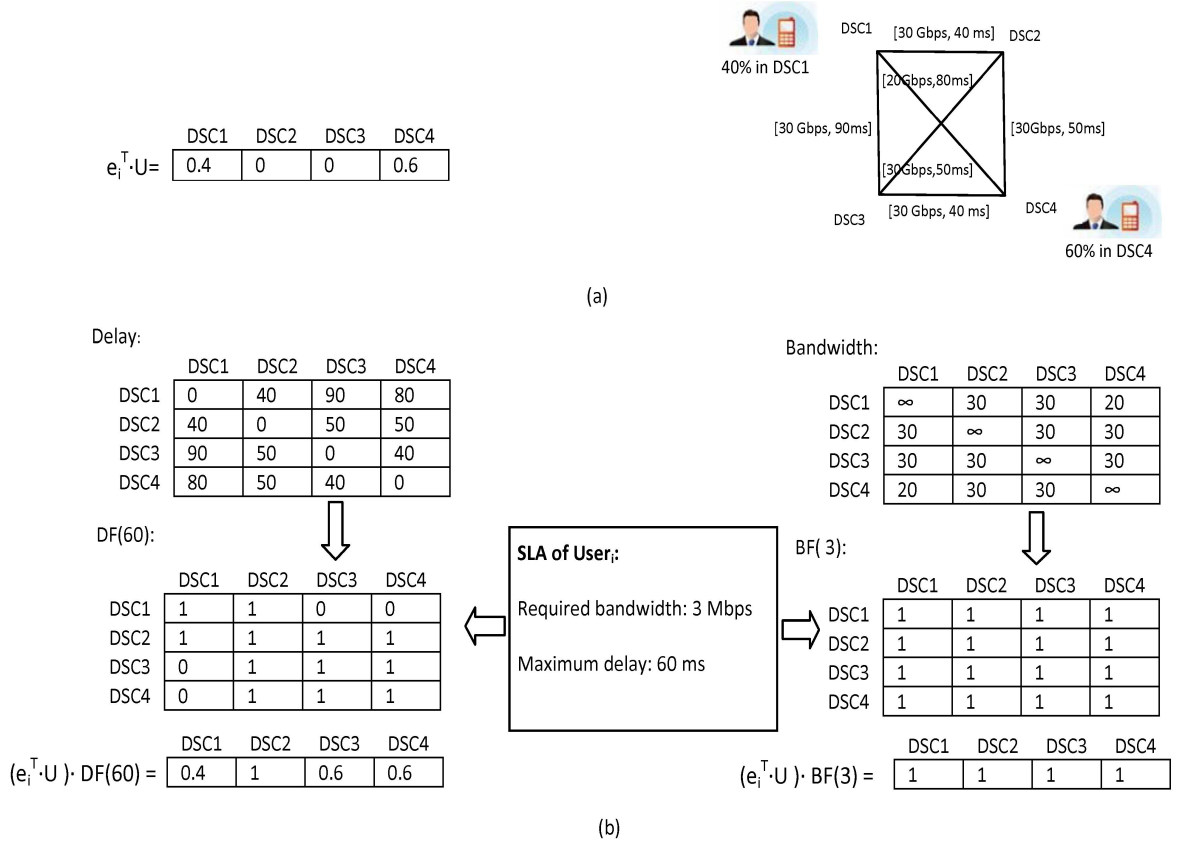 DSC1 [30 Gbps, 40 ms] DSC2
40% in DSC1
[20Gbps,80ms]
[30 Gbps, 90ms] [30Gbps, 50ms]
[30Gbps,50ms]
DSC3 [30 Gbps, 40 ms] DSC4
60% in DSC4
DSC1 DSC2 DSC3 DSC4
eᵢᵀ·U= 0.4 0 0 0.6
(a)
Delay:
DSC1 DSC2 DSC3 DSC4
DSC1 0 40 90 80
DSC2 40 0 50 50
DSC3 90 50 0 40
DSC4 80 50 40 0
DF(60):
DSC1 DSC2 DSC3 DSC4
DSC1 1 1 0 0
DSC2 1 1 1 1
DSC3 0 1 1 1
DSC4 0 1 1 1
DSC1 DSC2 DSC3 DSC4
(eᵢᵀ·U )· DF(60) = 0.4 1 0.6 0.6
SLA of Userᵢ:
Required bandwidth: 3 Mbps
Maximum delay: 60 ms
Bandwidth:
DSC1 DSC2 DSC3 DSC4
DSC1 ∞ 30 30 20
DSC2 30 ∞ 30 30
DSC3 30 30 ∞ 30
DSC4 20 30 30 ∞
BF( 3):
DSC1 DSC2 DSC3 DSC4
DSC1 1 1 1 1
DSC2 1 1 1 1
DSC3 1 1 1 1
DSC4 1 1 1 1
DSC1 DSC2 DSC3 DSC4
(eᵢᵀ·U )· BF(3) = 1 1 1 1
(b)